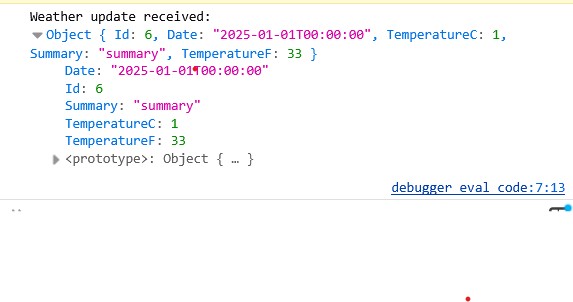 Weather update received:
Object { Id: 6, Date: "2025-01-01T00:00:00", TemperatureC: 1,
Summary: "summary", TemperatureF: 33 }
Date: "2025-01-01T00:00:00"
Id: 6
Summary: "summary"
TemperatureC: 1
TemperatureF: 33
<prototype>: Object { … }
debugger eval code:7:13